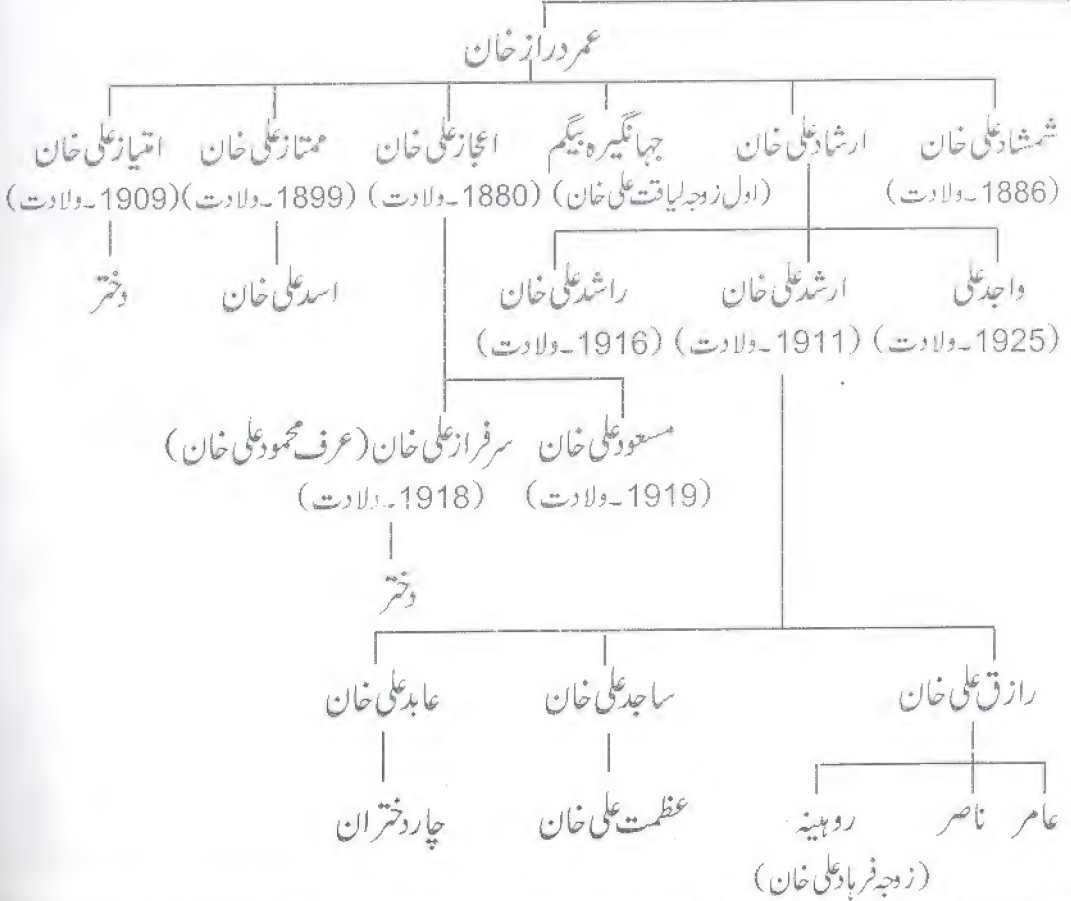 عمر دراز خان
شمشاد علی خان ارشاد علی خان جہانگیرہ بیگم اعجاز علی خان ممتاز علی خان امتیاز علی خان
(1886-ولادت) (اول زوجہ لیاقت علی خان) (1880-ولادت) (1899-ولادت) (1909-ولادت)
واجد علی ارشد علی خان راشد علی خان اسد علی خان دختر
(1925-ولادت) (1911-ولادت) (1916-ولادت)
مسعود علی خان سرفراز علی خان (عرف محمود علی خان)
(1919-ولادت) (1918-ولادت)
دختر
رازق علی خان ساجد علی خان عابد علی خان
عامر ناصر روبینہ عظمت علی خان چار دختران
(زوجہ فرہاد علی خان)